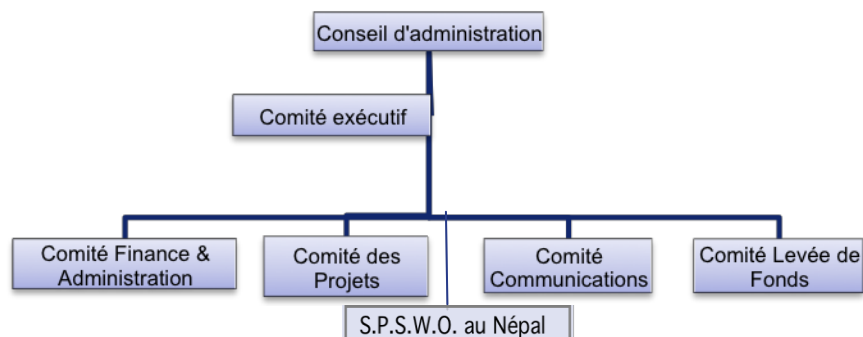 Conseil d'administration
Comité exécutif
Comité Finance &
Administration
Comité des
Projets
Comité
Communications
Comité Levée de
Fonds
S.P.S.W.O. au Népal